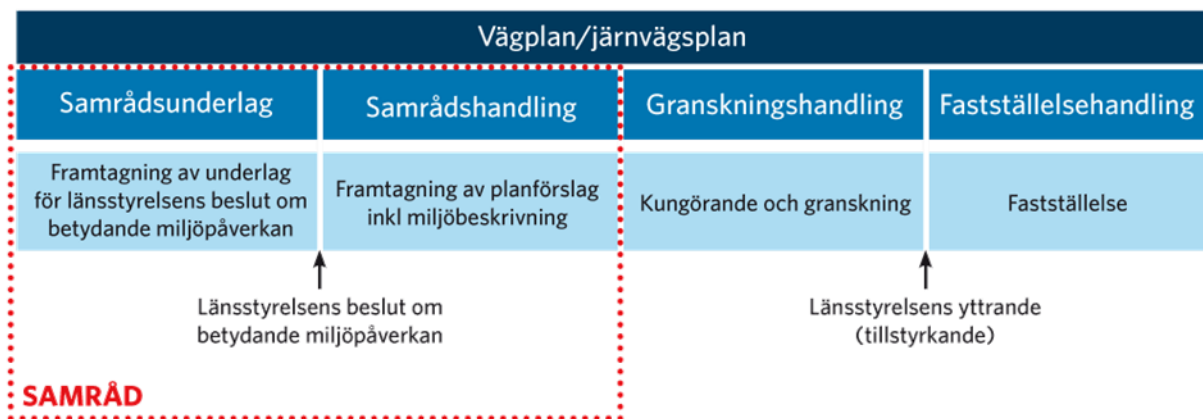 Vägplan/järnvägsplan
Samrådsunderlag
Samrådshandling
Granskningshandling
Fastställelsehandling
Framtagning av underlag
för länsstyrelsens beslut om
betydande miljöpåverkan
Framtagning av planförslag
inkl miljöbeskrivning
Kungörande och granskning
Fastställelse
Länsstyrelsens beslut om
betydande miljöpåverkan
Länsstyrelsens yttrande
(tillstyrkande)
SAMRÅD